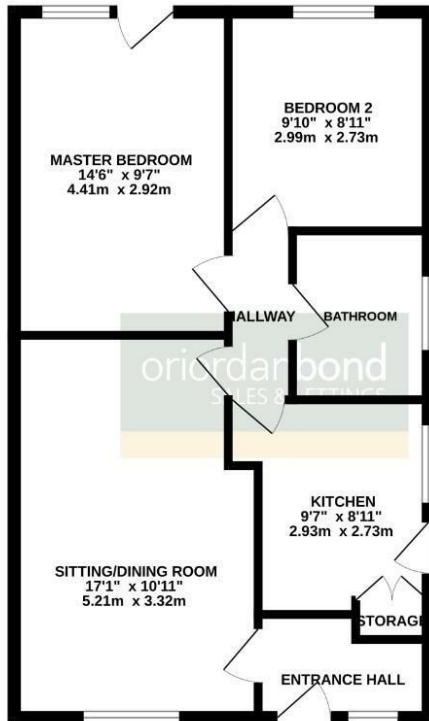 MASTER BEDROOM
14'6" x 9'7"
4.41m x 2.92m
BEDROOM 2
9'10" x 8'11"
2.99m x 2.73m
HALLWAY
BATHROOM
oriordanbond
SALES & LETTINGS
KITCHEN
9'7" x 8'11"
2.93m x 2.73m
SITTING/DINING ROOM
17'1" x 10'11"
5.21m x 3.32m
STORAGE
ENTRANCE HALL